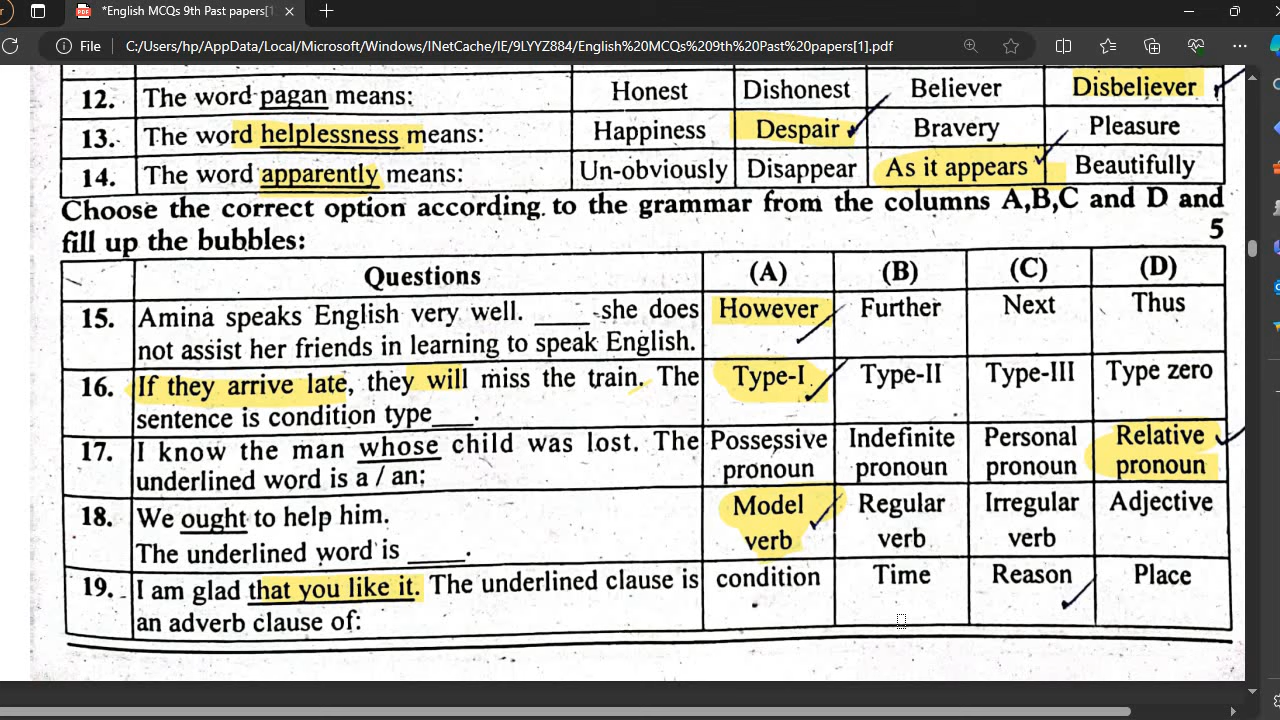 *English MCQs 9th Past papers[1
File C:/Users/hp/AppData/Local/Microsoft/Windows/INetCache/IE/9LYYZ884/English%20MCQs%209th%20Past%20papers[1].pdf
12. The word pagan means: Honest Dishonest Believer Disbeliever
13. The word helplessness means: Happiness Despair Bravery Pleasure
14. The word apparently means: Un-obviously Disappear As it appears Beautifully
Choose the correct option according to the grammar from the columns A,B,C and D and
fill up the bubbles: 5
Questions (A) (B) (C) (D)
15. Amina speaks English very well. ____ she does However Further Next Thus
not assist her friends in learning to speak English.
16. If they arrive late, they will miss the train. The Type-I Type-II Type-III Type zero
sentence is condition type____.
17. I know the man whose child was lost. The Possessive Indefinite Personal Relative
underlined word is a / an: pronoun pronoun pronoun pronoun
18. We ought to help him. Model Regular Irregular Adjective
The underlined word is ____. verb verb verb
19. I am glad that you like it. The underlined clause is condition Time Reason Place
an adverb clause of: